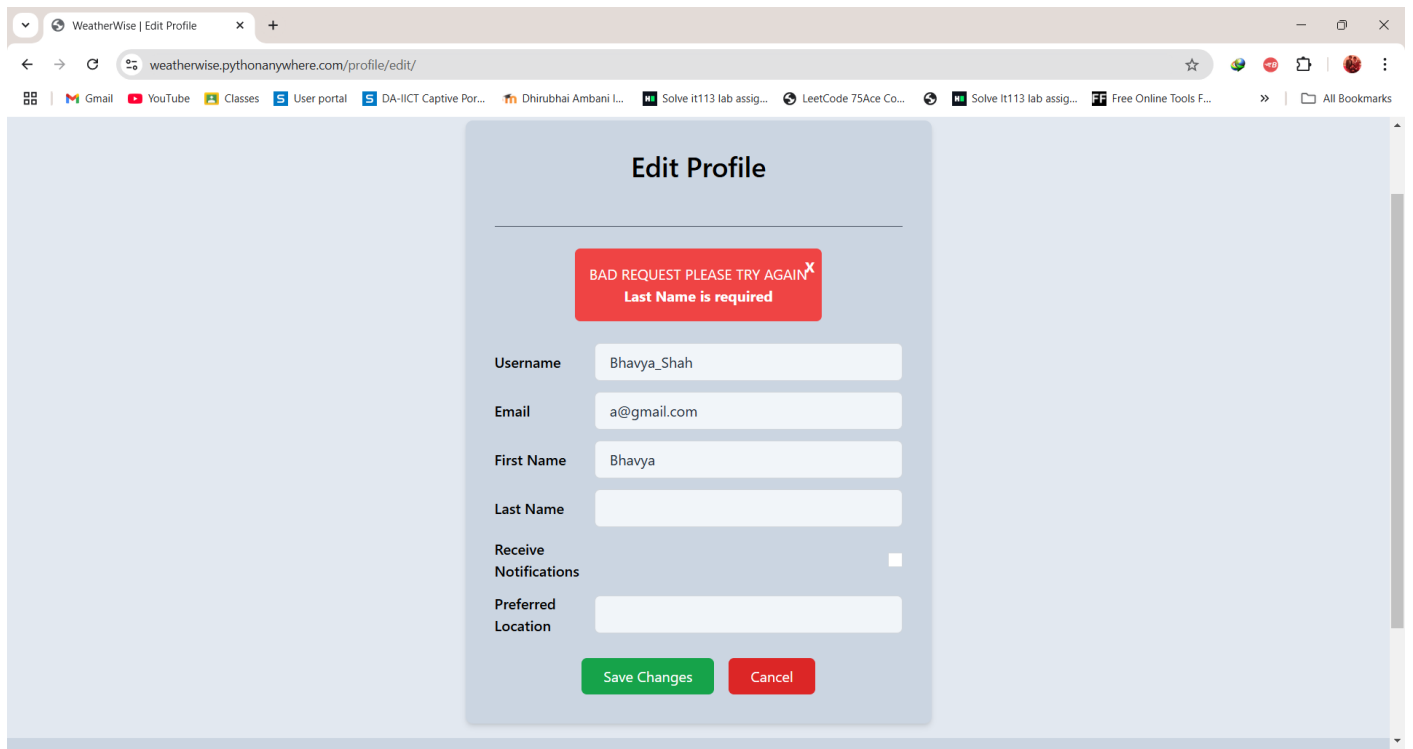 WeatherWise | Edit Profile
weatherwise.pythonanywhere.com/profile/edit/
Gmail YouTube Classes User portal DA-IICT Captive Por... Dhirubhai Ambani I... Solve it113 lab assig... LeetCode 75Ace Co... Solve It113 lab assig... Free Online Tools F... » All Bookmarks
Edit Profile
BAD REQUEST PLEASE TRY AGAIN X
Last Name is required
Username Bhavya_Shah
Email a@gmail.com
First Name Bhavya
Last Name
Receive
Notifications
Preferred
Location
Save Changes Cancel